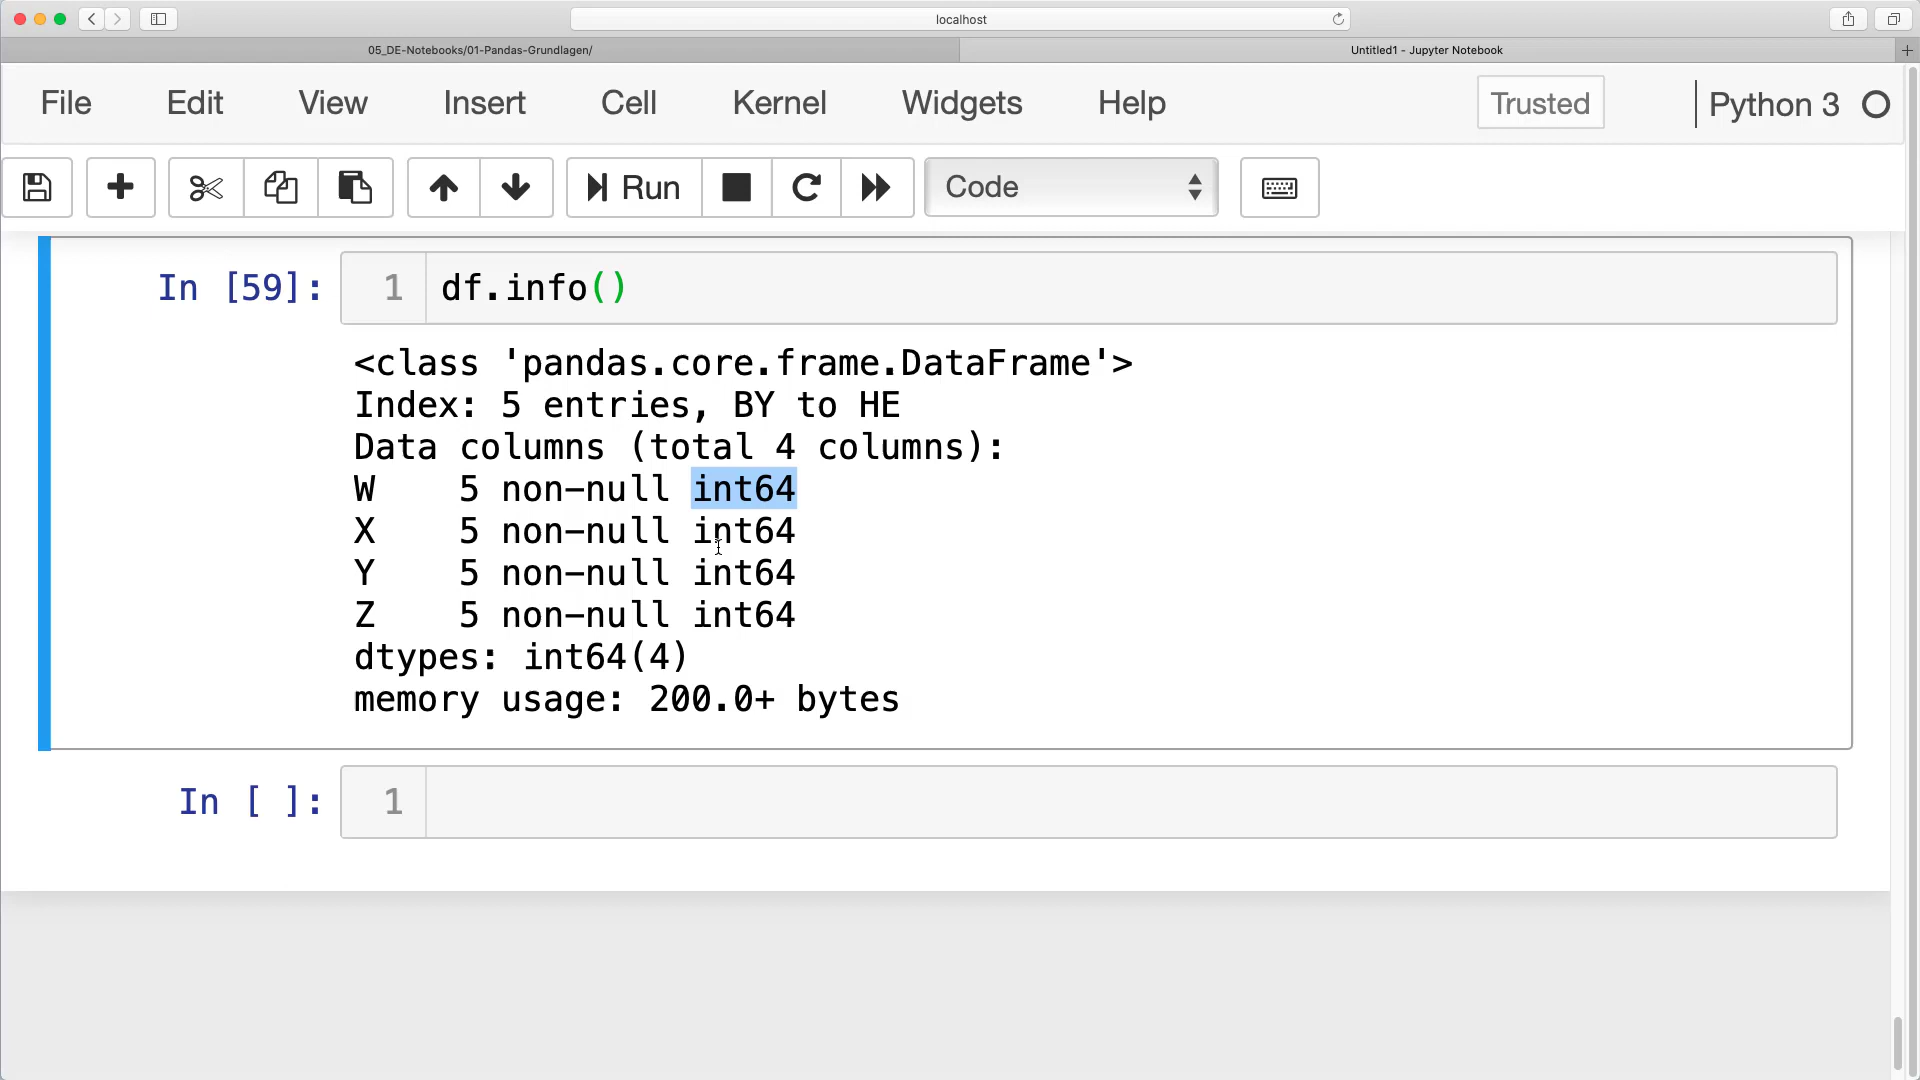 localhost
05_DE-Notebooks/01-Pandas-Grundlagen/
Untitled1 - Jupyter Notebook
File Edit View Insert Cell Kernel Widgets Help Trusted Python 3
Run Code
In [59]: 1 df.info()
<class 'pandas.core.frame.DataFrame'>
Index: 5 entries, BY to HE
Data columns (total 4 columns):
W    5 non-null int64
X    5 non-null int64
Y    5 non-null int64
Z    5 non-null int64
dtypes: int64(4)
memory usage: 200.0+ bytes
In [ ]: 1